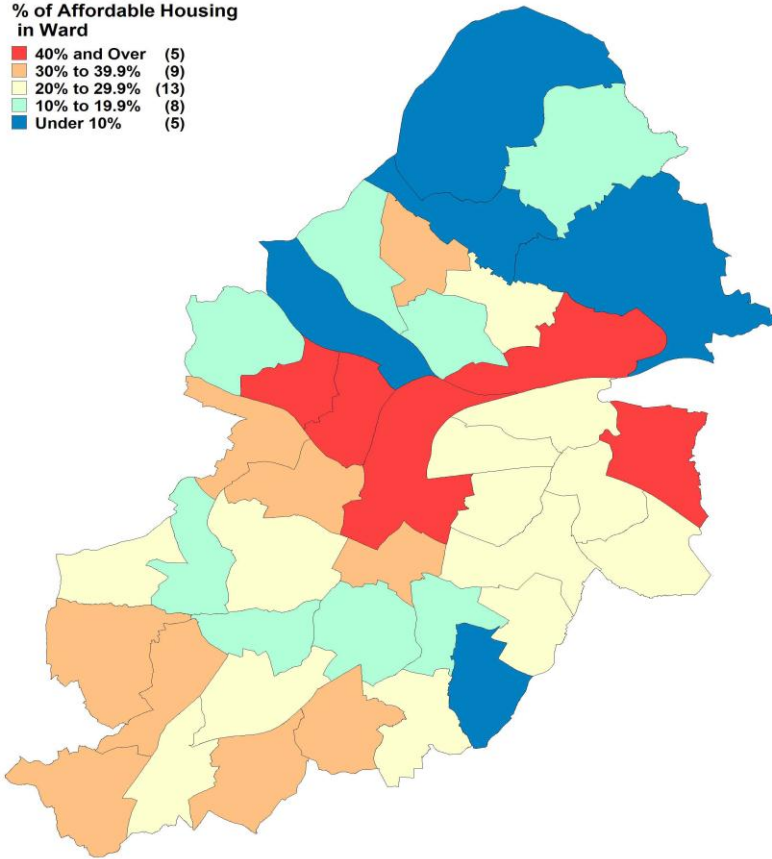 % of Affordable Housing
in Ward
40% and Over (5)
30% to 39.9% (9)
20% to 29.9% (13)
10% to 19.9% (8)
Under 10% (5)